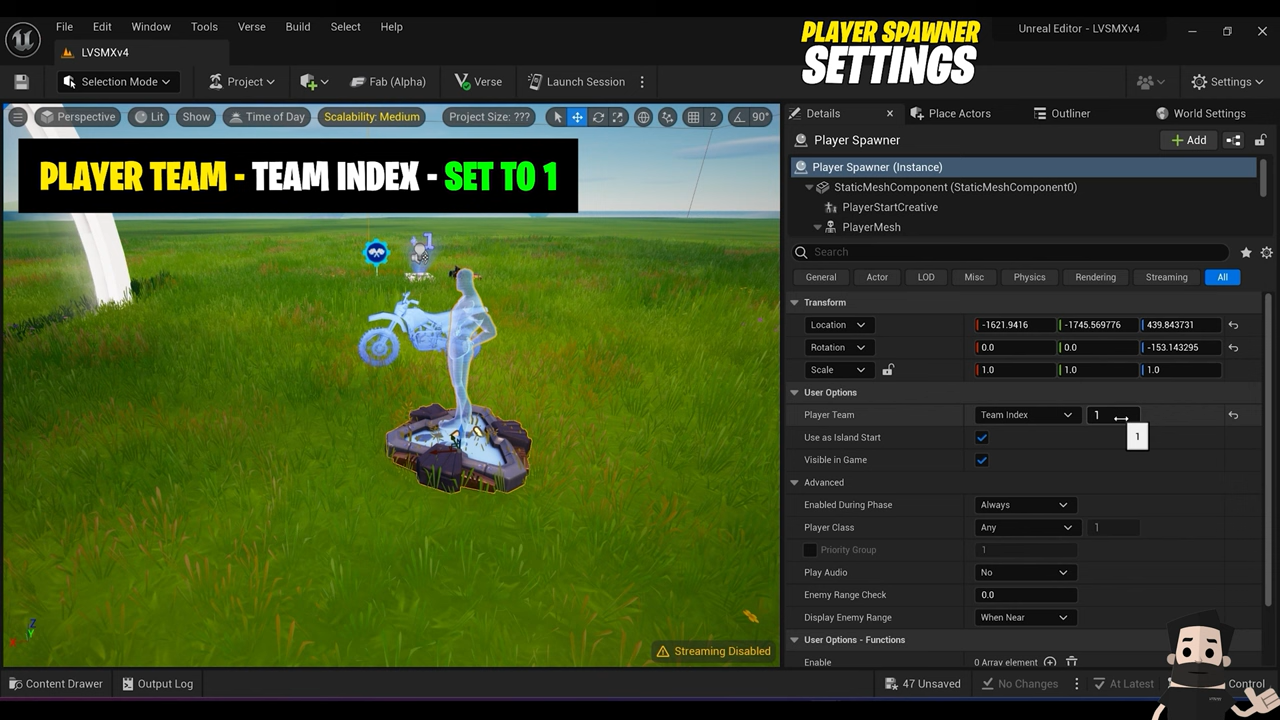 File Edit Window Tools Verse Build Select Help
PLAYER SPAWNER
SETTINGS
Unreal Editor - LVSMXv4
LVSMXv4
Selection Mode
Project
Fab (Alpha)
Verse
Launch Session
Settings
Perspective
Lit
Show
Time of Day
Scalability: Medium
Project Size: ???
2
90°
Details
Place Actors
Outliner
World Settings
PLAYER TEAM - TEAM INDEX - SET TO 1
Player Spawner
Add
Player Spawner (Instance)
StaticMeshComponent (StaticMeshComponent0)
PlayerStartCreative
PlayerMesh
Search
General Actor LOD Misc Physics Rendering Streaming All
Transform
Location -1621.9416 -1745.569776 439.843731
Rotation 0.0 0.0 -153.143295
Scale 1.0 1.0 1.0
User Options
Player Team Team Index 1
1
Use as Island Start
Visible in Game
Advanced
Enabled During Phase Always
Player Class Any 1
Priority Group 1
Play Audio No
Enemy Range Check 0.0
Display Enemy Range When Near
User Options - Functions
Enable 0 Array element
Streaming Disabled
Content Drawer
Output Log
47 Unsaved
No Changes
At Latest
Control